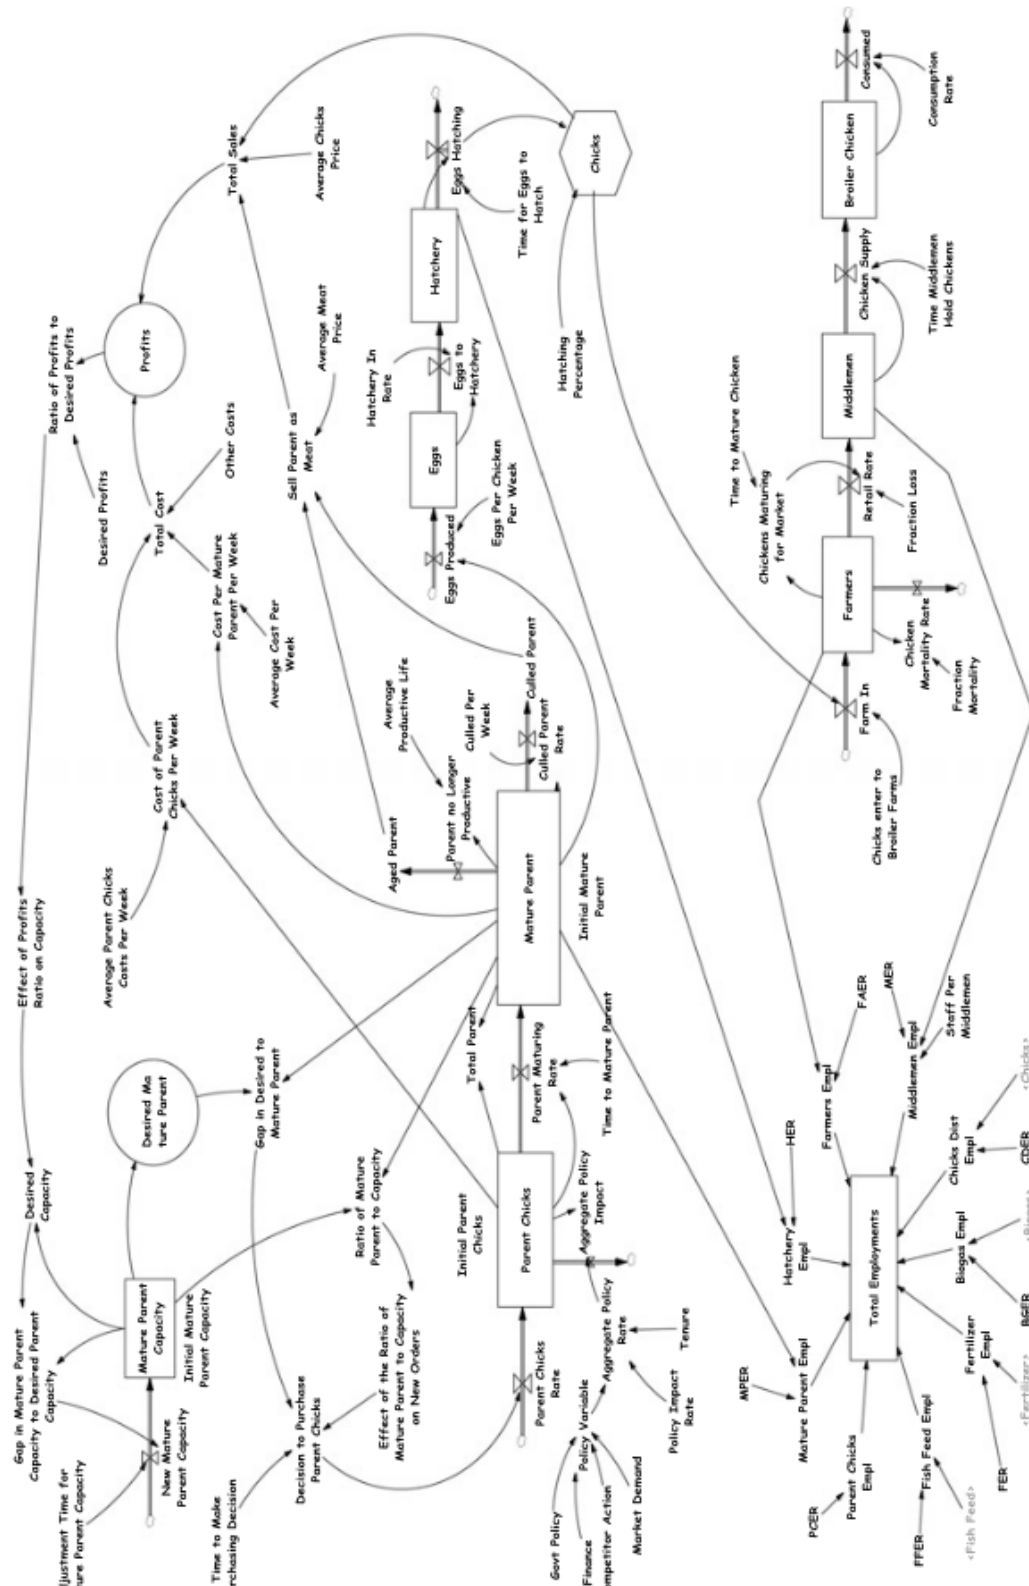 Gap in Mature Parent
Capacity to Desired Parent
Capacity
Desired
Capacity
Effect of Profits
Ratio on Capacity
Ratio of Profits to
Desired Profits
Desired Profits
Profits
justment Time for
ure Parent Capacity
New Mature
Parent Capacity
Mature Parent
Capacity
Initial Mature
Parent Capacity
Desired Ma
ture Parent
Average Parent Chicks
Costs Per Week
Cost of Parent
Chicks Per Week
Total Cost
Other Costs
Cost Per Mature
Parent Per Week
Average Cost Per
Week
Total Sales
Average Chicks
Price
Average Meat
Price
Sell Parent as
Meat
Time to Make
rchasing Decision
Decision to Purchase
Parent Chicks
Gap in Desired to
Mature Parent
Ratio of Mature
Parent to Capacity
Effect of the Ratio of
Mature Parent to Capacity
on New Orders
Aged Parent
Parent no Longer
Productive
Average
Productive Life
Culled Per
Week
Culled Parent
Culled Parent
Rate
Hatchery In
Rate
Eggs Produced
Eggs
Eggs to
Hatchery
Hatchery
Eggs Hatching
Eggs Per Chicken
Per Week
Time for Eggs to
Hatch
Parent Chicks
Rate
Initial Parent
Chicks
Parent Chicks
Total Parent
Parent Maturing
Rate
Time to Mature Parent
Mature Parent
Initial Mature
Parent
Aggregate Policy
Impact
Aggregate Policy
Rate
Tenure
Policy Impact
Rate
Policy Variable
Govt Policy
Finance
ompetitor Action
Market Demand
Hatching
Percentage
Chicks
MPER
Mature Parent Empl
Hatchery
Empl
HER
Farmers Empl
FAER
MER
Middlemen Empl
Staff Per
Middlemen
PCER
Parent Chicks
Empl
Total Employments
FFER
Fish Feed Empl
<Fish Feed>
FER
Fertilizer
Empl
<Fertilizer>
Biogas Empl
BGER
Chicks Dist
Empl
CDER
<Chicks>
Chicks enter to
Broiler Farms
Farm In
Farmers
Chicken
Mortality Rate
Fraction
Mortality
Time to Mature Chicken
Chickens Maturing
for Market
Retail Rate
Fraction Loss
Middlemen
Chicken Supply
Time Middlemen
Hold Chickens
Broiler Chicken
Consumed
Consumption
Rate